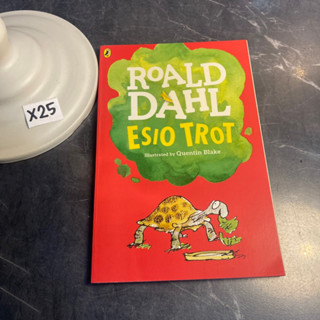 X25
ROALD
DAHL
ESIO TROT
Illustrated by Quentin Blake